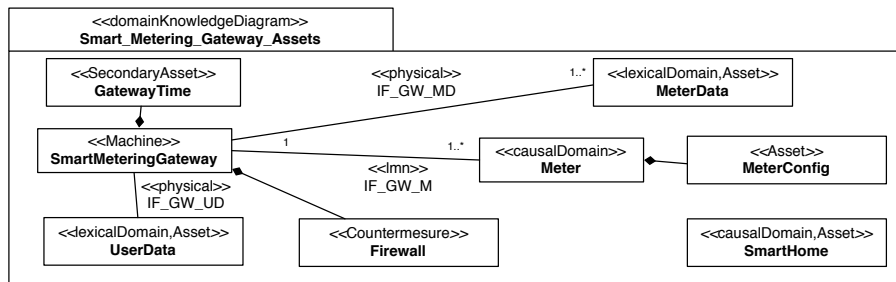 <<domainKnowledgeDiagram>>
Smart_Metering_Gateway_Assets
<<SecondaryAsset>>
GatewayTime
<<physical>>
IF_GW_MD
1..*
<<lexicalDomain,Asset>>
MeterData
<<Machine>>
SmartMeteringGateway
1
1..*
<<lmn>>
IF_GW_M
<<causalDomain>>
Meter
<<Asset>>
MeterConfig
<<physical>>
IF_GW_UD
<<lexicalDomain,Asset>>
UserData
<<Countermesure>>
Firewall
<<causalDomain,Asset>>
SmartHome